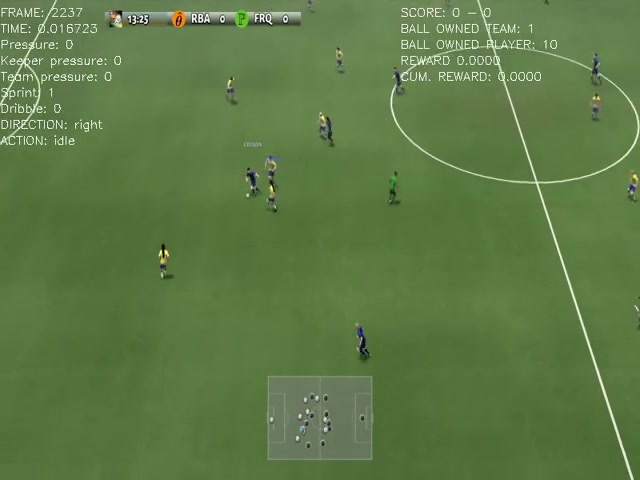 FRAME: 2237
TIME: 0.016723
Pressure: 0
Keeper pressure: 0
Team pressure: 0
Sprint: 1
Dribble: 0
DIRECTION: right
ACTION: idle
13:25 RBA 0 FRQ 0
SCORE: 0 - 0
BALL OWNED TEAM: 1
BALL OWNED PLAYER: 10
REWARD 0.0000
CUM. REWARD: 0.0000